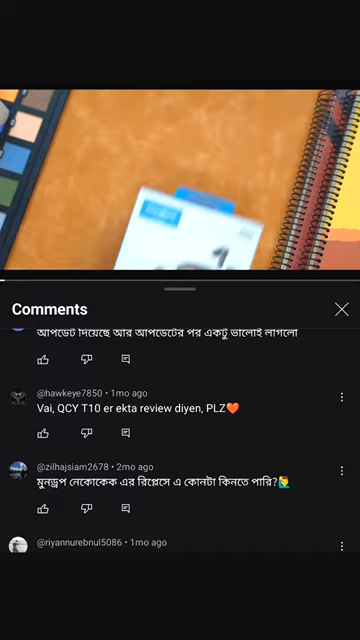 Comments
আপডেট দিয়েছে আর আপডেটের পর একটু ভালোই লাগলো
@hawkeye7850 • 1mo ago
Vai, QCY T10 er ekta review diyen, PLZ🧡
@zilhajsiam2678 • 2mo ago
মুনড্রপ নেকোকেক এর রিপ্লেসে এ কোনটা কিনতে পারি?🙋‍♂️
@riyannurebnul5086 • 1mo ago